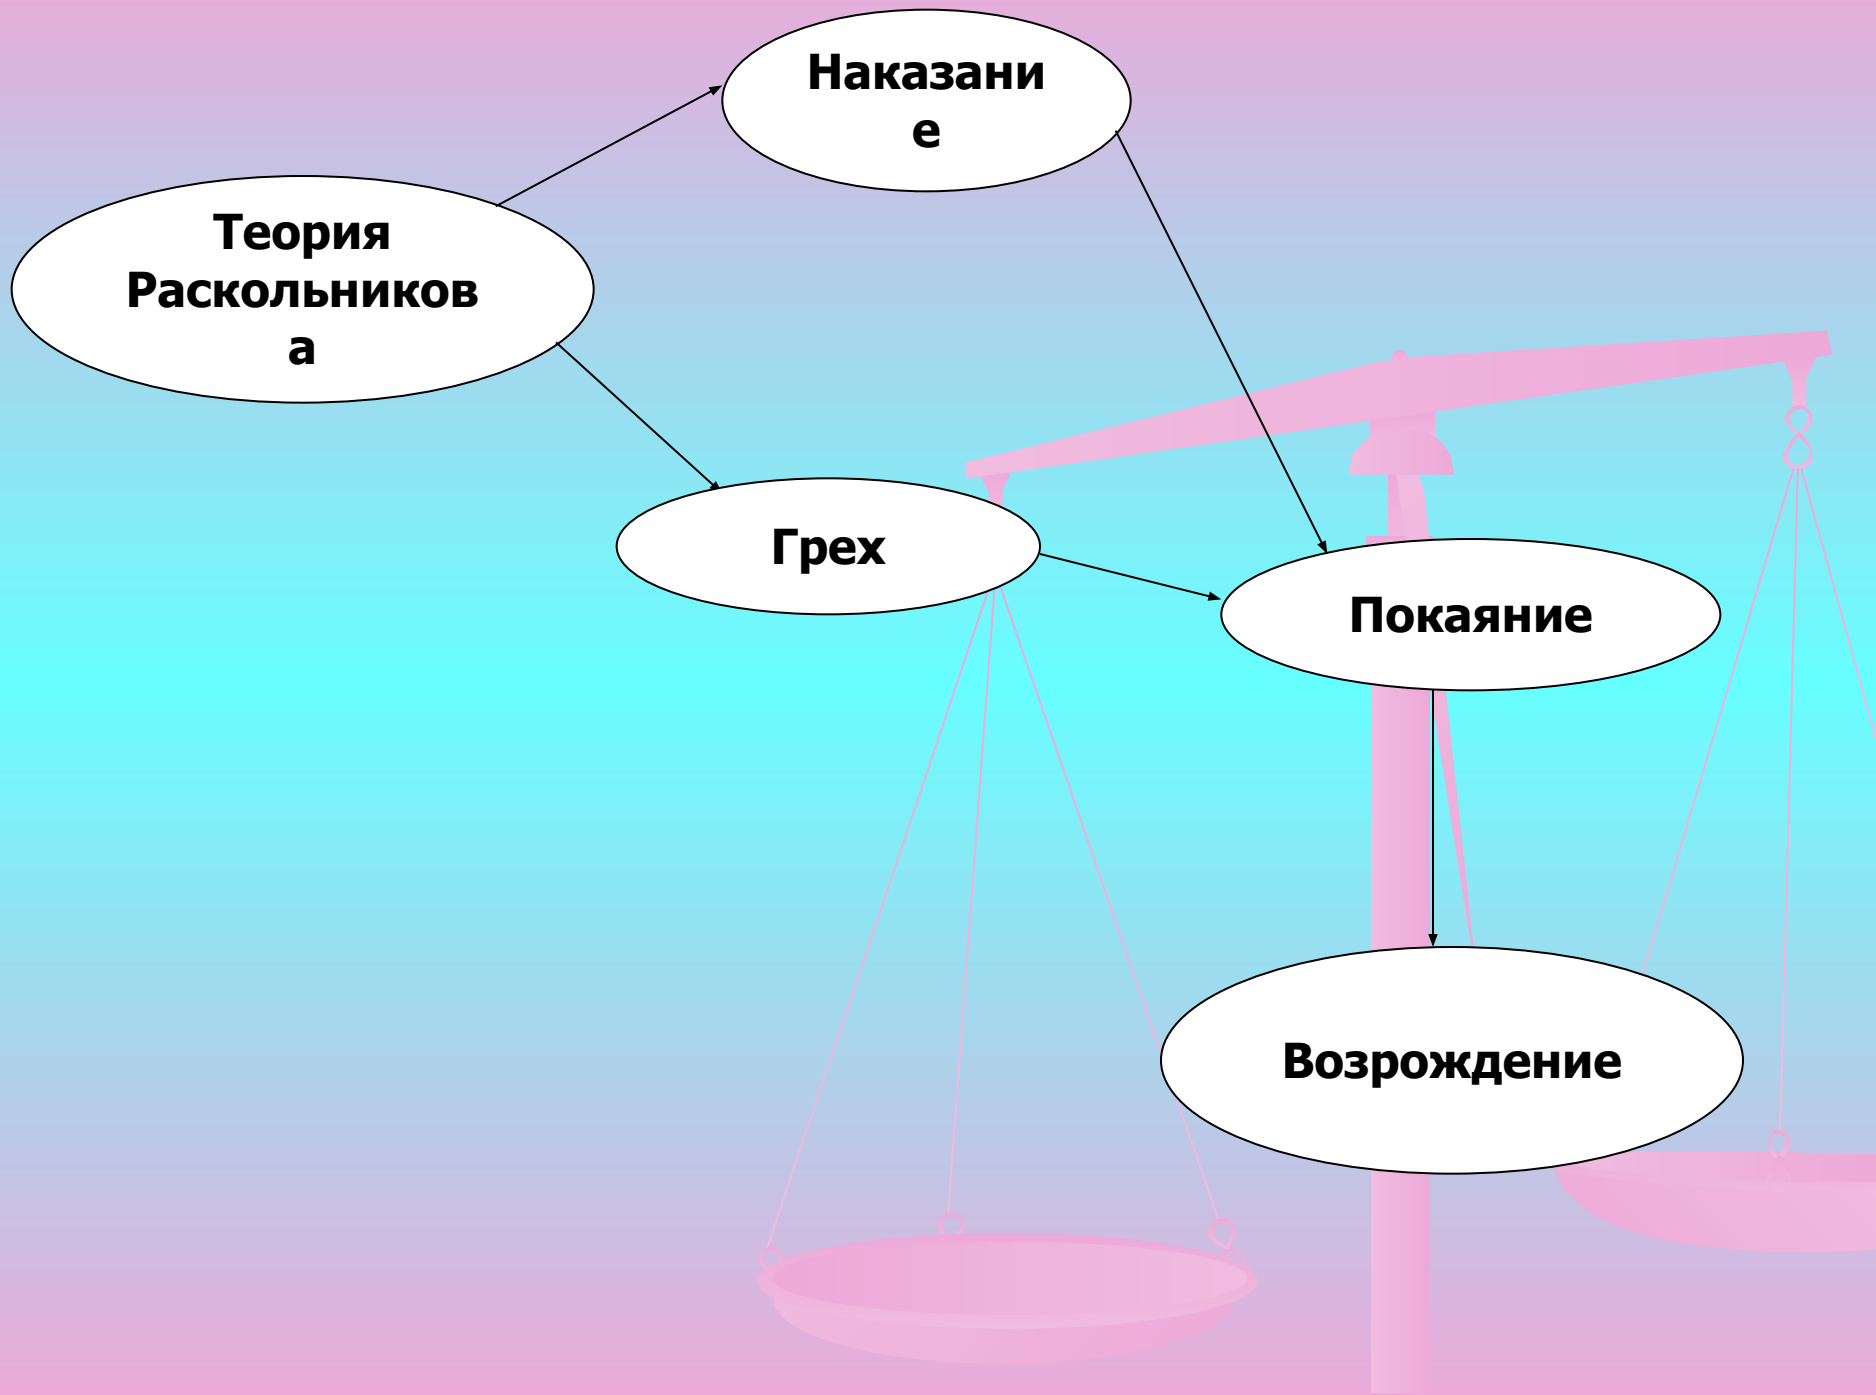 Наказани
е
Теория
Раскольников
а
Грех
Покаяние
Возрождение